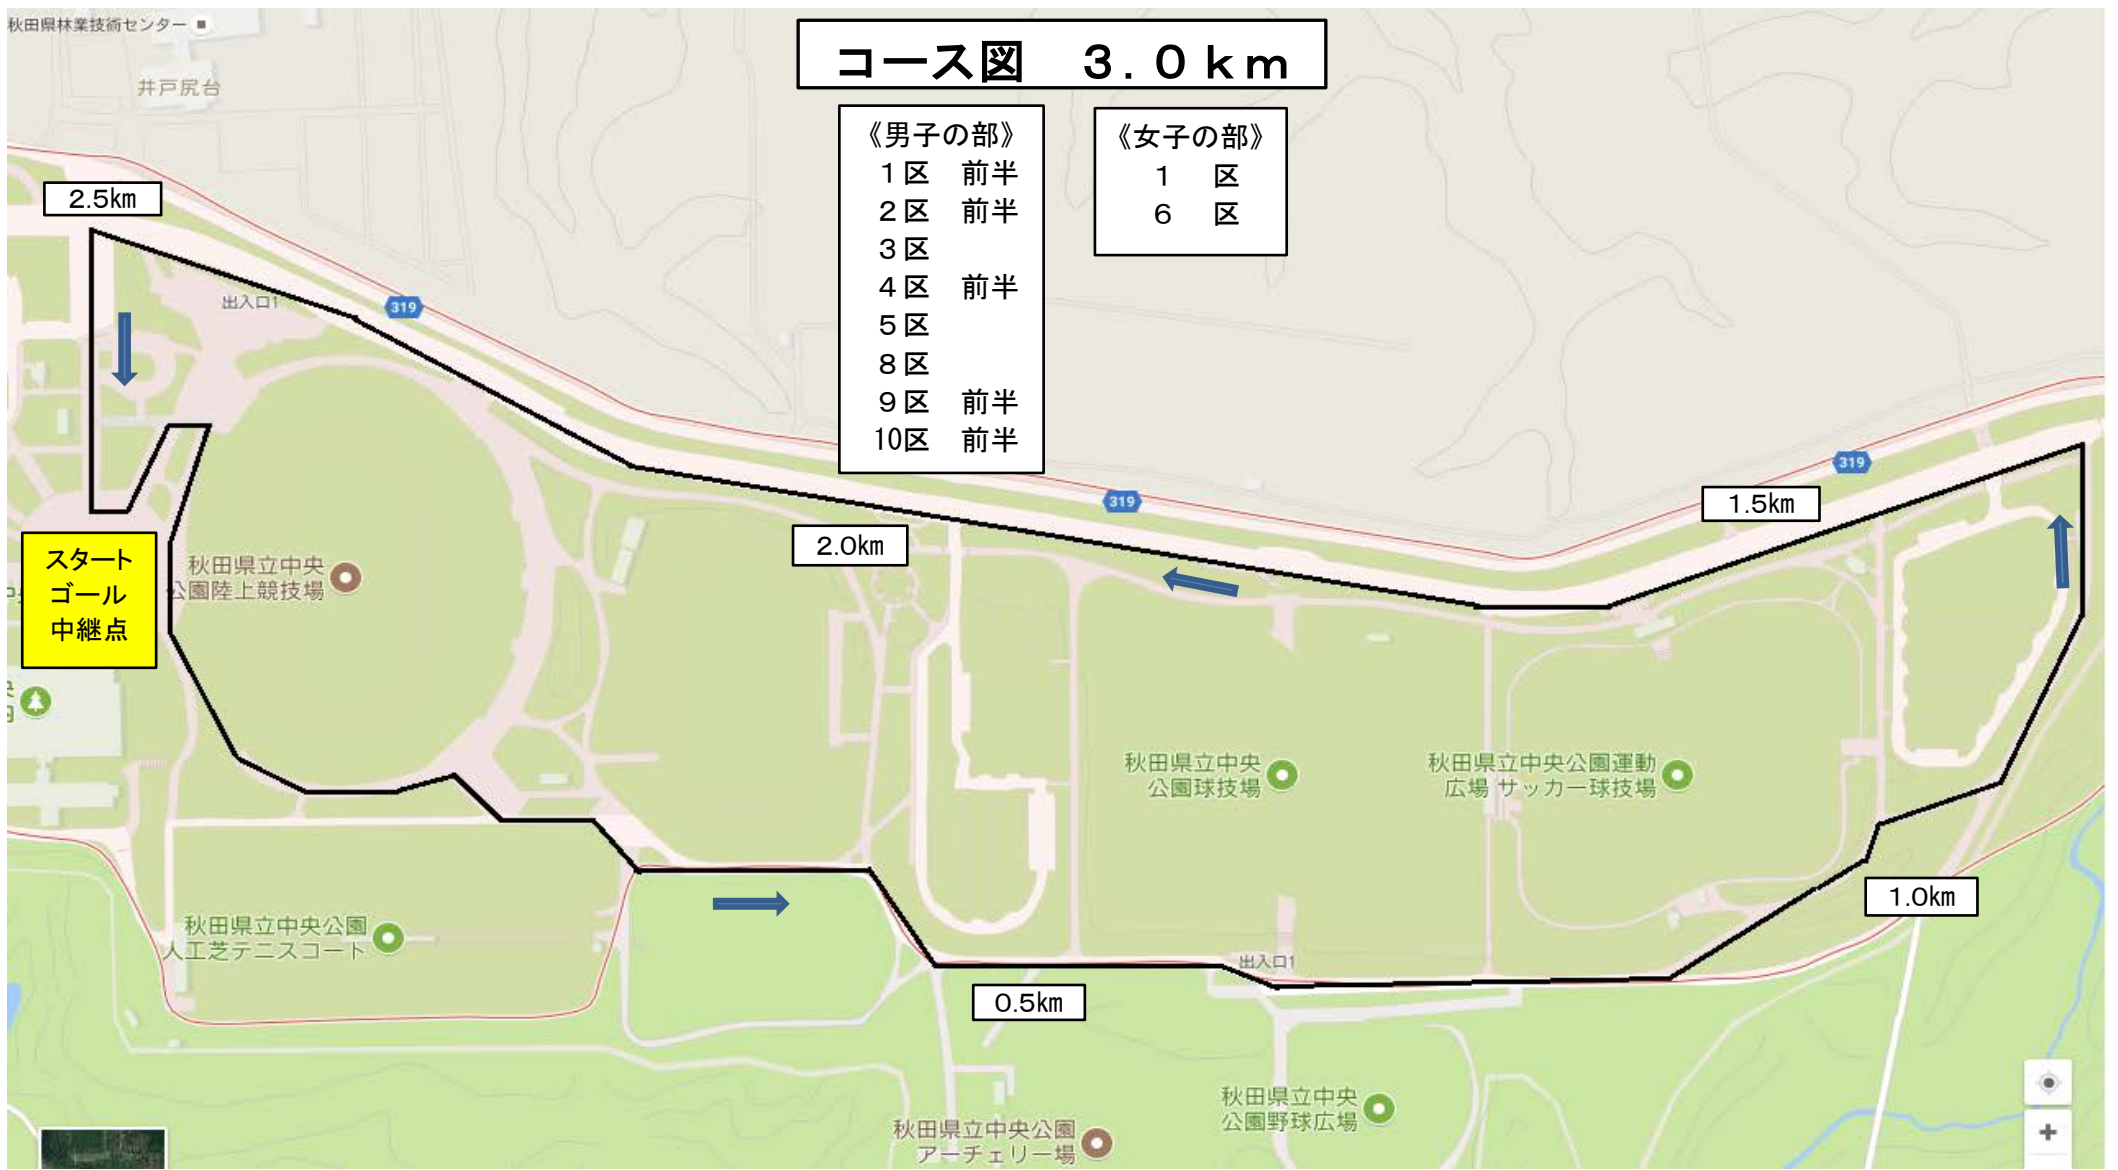 秋田県林業技術センター
井戸尻台
コース図　３.０ｋｍ
《男子の部》
１区　前半
２区　前半
３区
４区　前半
５区
８区
９区　前半
10区　前半
《女子の部》
１　区
６　区
2.5km
出入口1
319
319
319
1.5km
2.0km
スタート
ゴール
中継点
秋田県立中央
公園陸上競技場
秋田県立中央
公園球技場
秋田県立中央公園運動
広場 サッカー球技場
1.0km
秋田県立中央公園
人工芝テニスコート
出入口1
0.5km
秋田県立中央
公園野球広場
秋田県立中央公園
アーチェリー場